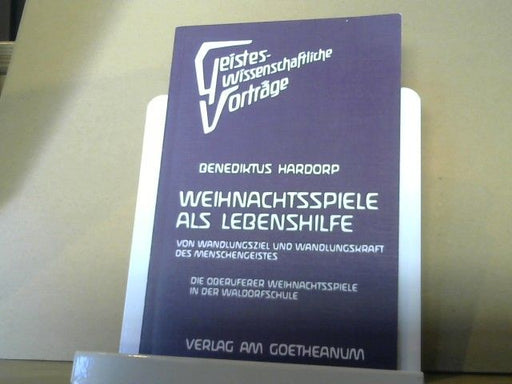 Geistes-
wissenschaftliche
Vorträge
BENEDIKTUS HARDORP
WEIHNACHTSSPIELE
ALS LEBENSHILFE
VON WANDLUNGSZIEL UND WANDLUNGSKRAFT
DES MENSCHENGEISTES
DIE OBERUFERER WEIHNACHTSSPIELE
IN DER WALDORFSCHULE
VERLAG AM GOETHEANUM